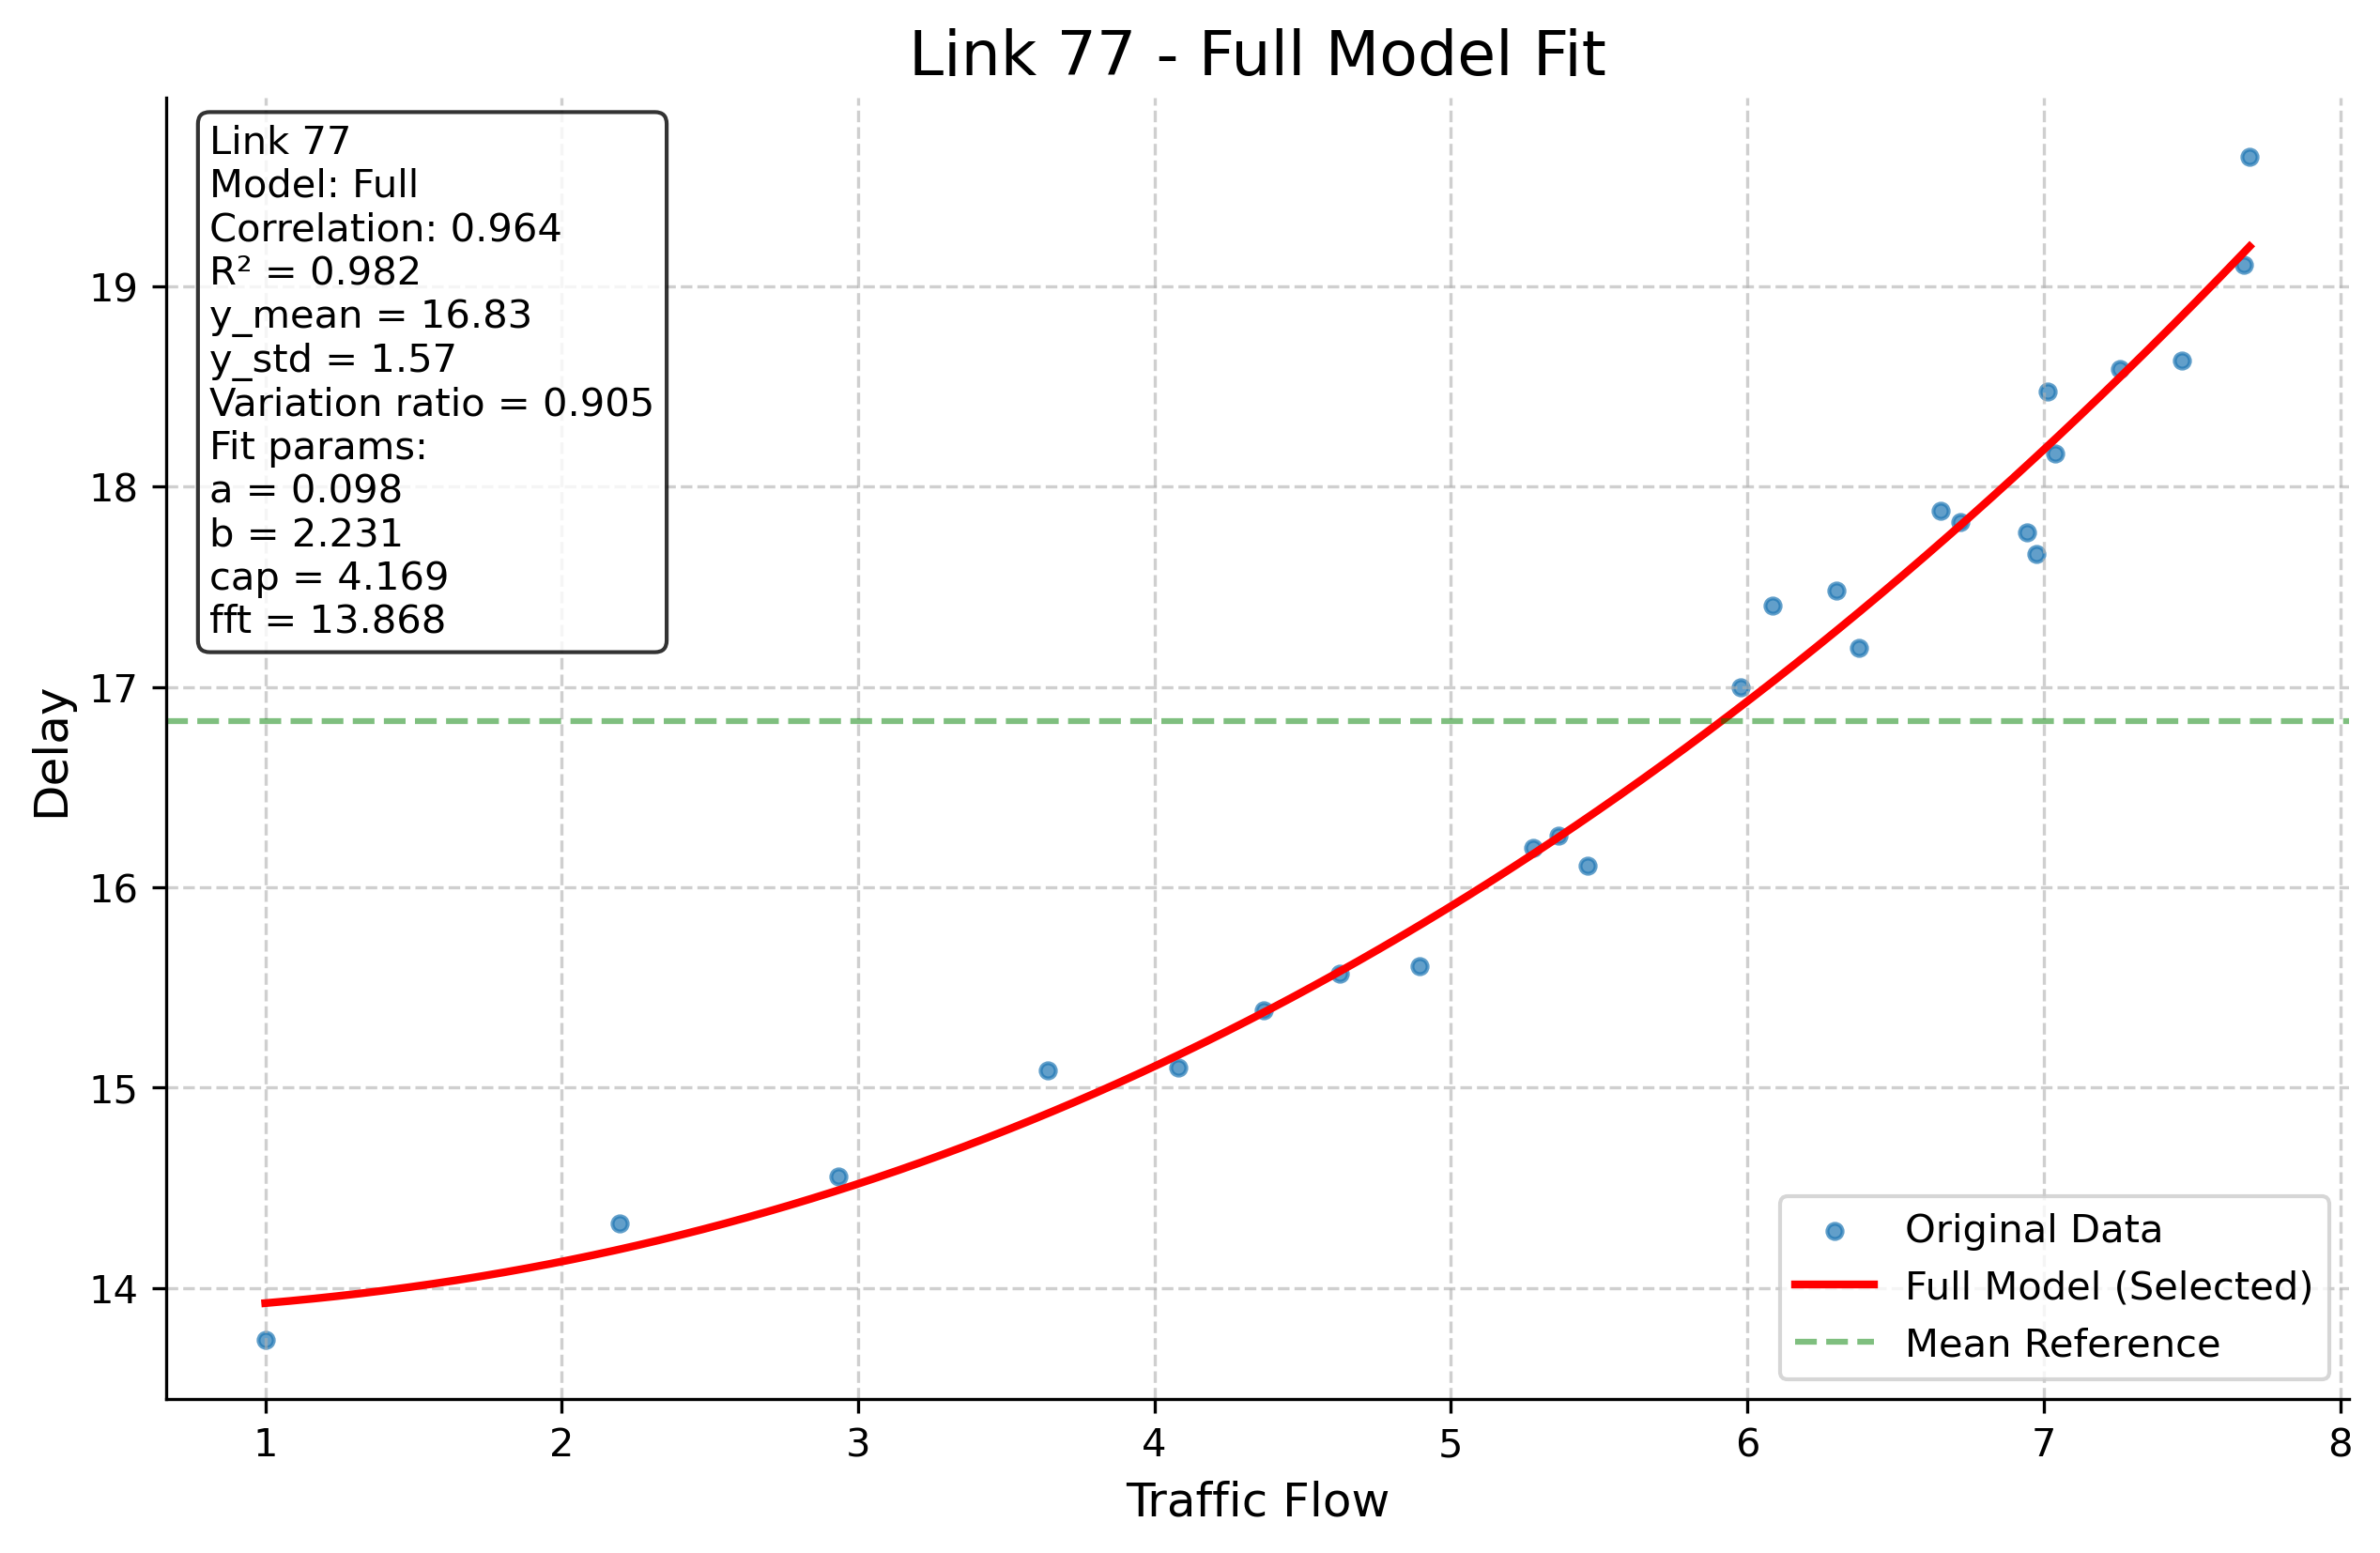 Link 77 - Full Model Fit
Link 77
Model: Full
Correlation: 0.964
R² = 0.982
y_mean = 16.83
y_std = 1.57
Variation ratio = 0.905
Fit params:
a = 0.098
b = 2.231
cap = 4.169
fft = 13.868
19
18
17
16
15
14
Delay
Original Data
Full Model (Selected)
Mean Reference
1 2 3 4 5 6 7 8
Traffic Flow